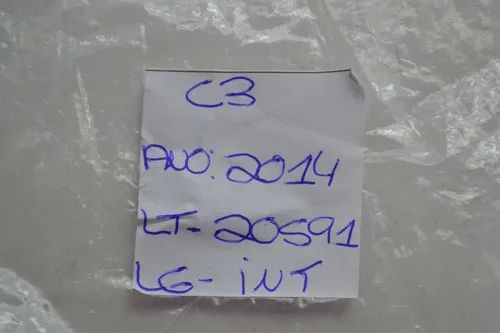 C3
ANO: 2014
LT-20591
LG-INT